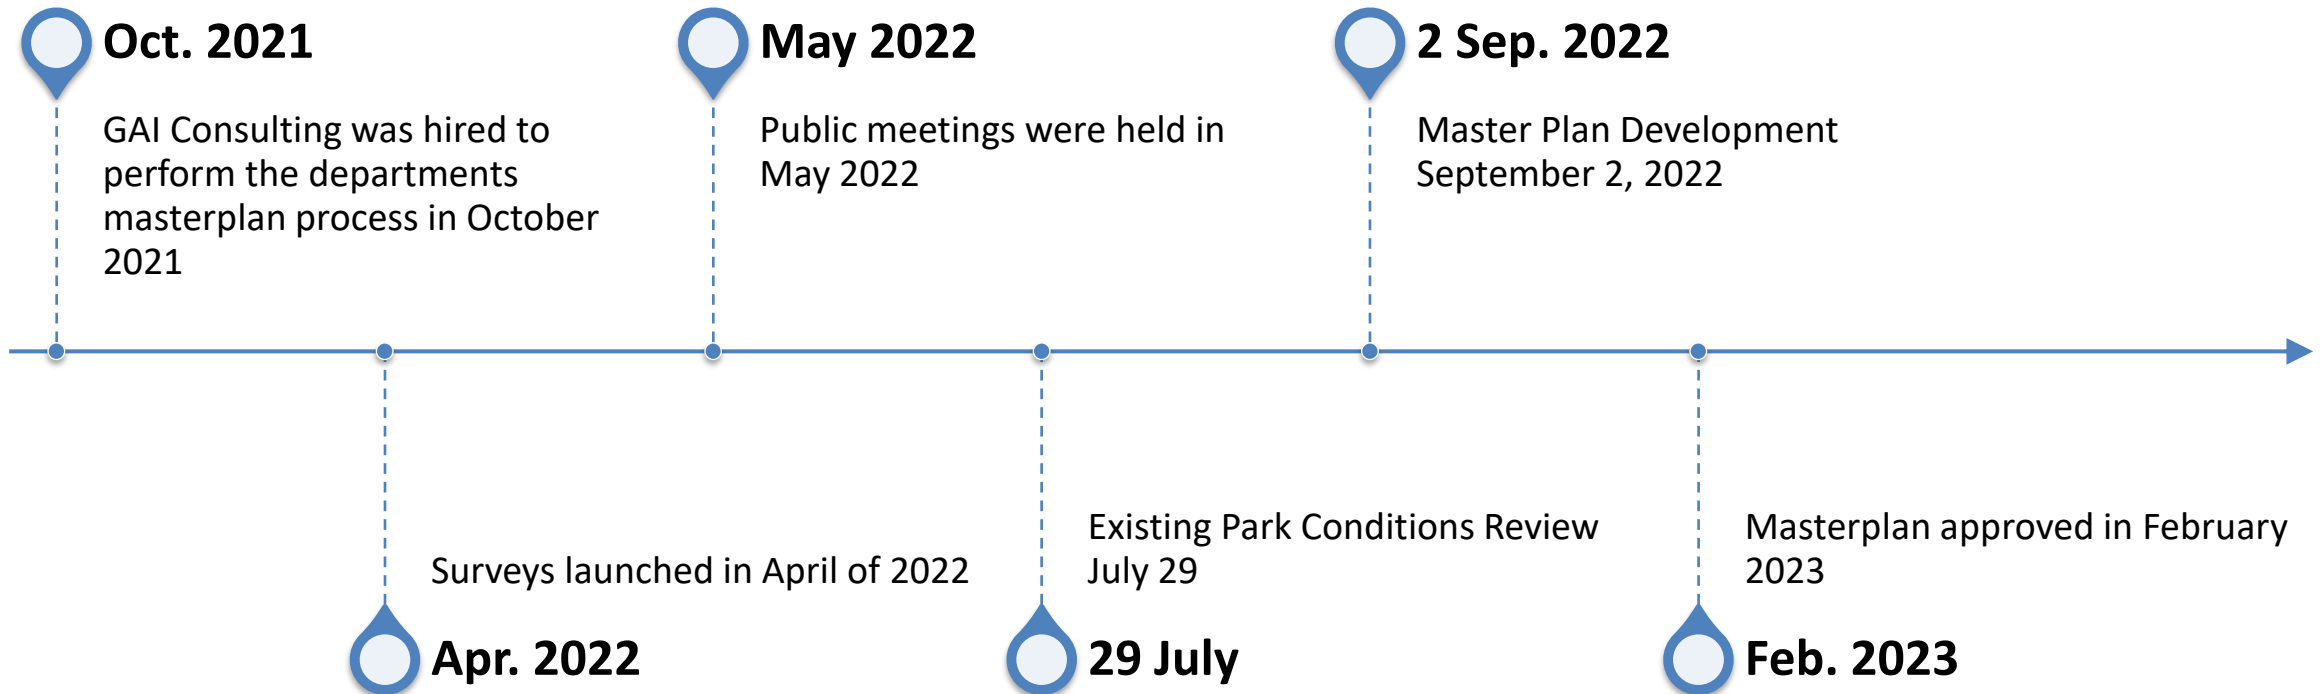 Oct. 2021
GAI Consulting was hired to
perform the departments
masterplan process in October
2021
Apr. 2022
Surveys launched in April of 2022
May 2022
Public meetings were held in
May 2022
29 July
Existing Park Conditions Review
July 29
2 Sep. 2022
Master Plan Development
September 2, 2022
Feb. 2023
Masterplan approved in February
2023